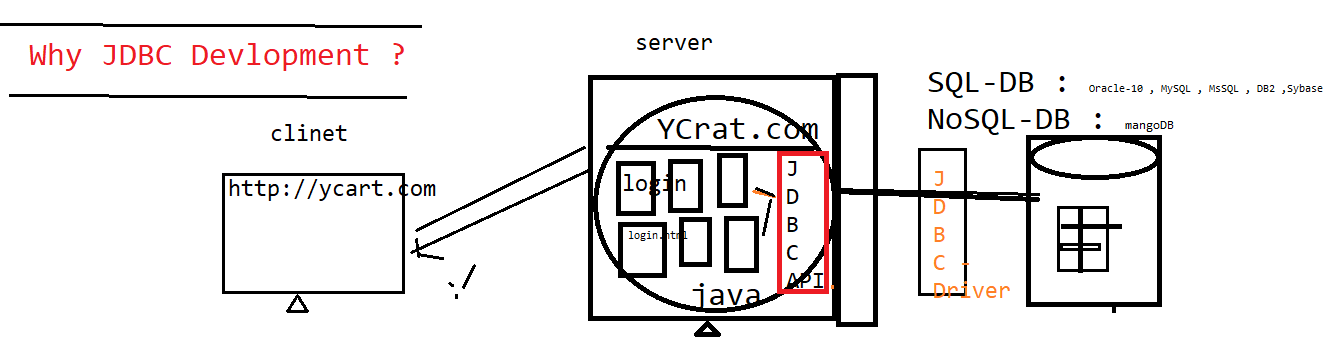 Why JDBC Devlopment ?
clinet
http://ycart.com
server
YCrat.com
login
login.html
java
J
D
B
C
API
SQL-DB : Oracle-10 , MySQL , MsSQL , DB2 ,Sybase
NoSQL-DB : mangoDB
J
D
B
C -
Driver